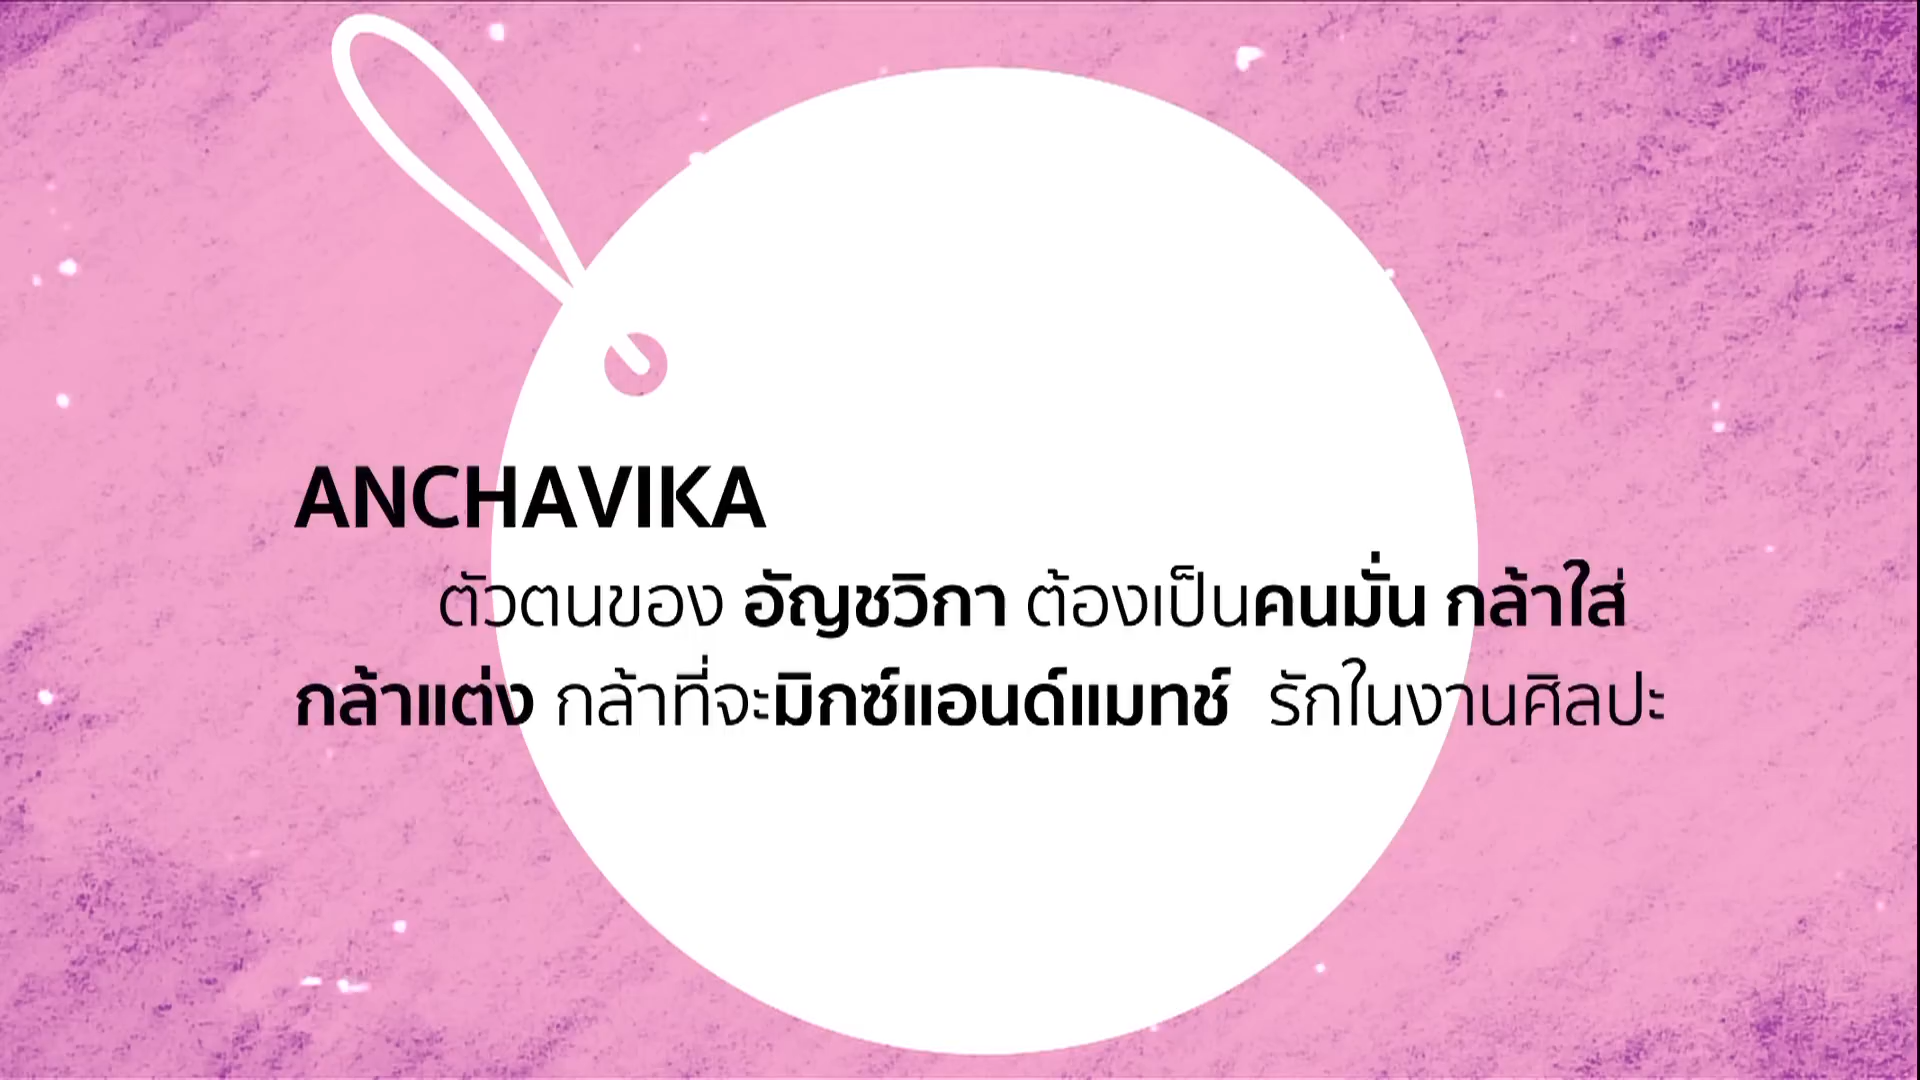 ANCHAVIKA
ตัวตนของ อัญชวิกา ต้องเป็นคนมั่น กล้าใส่
กล้าแต่ง กล้าที่จะมิกซ์แอนด์แมทช์ รักในงานศิลปะ